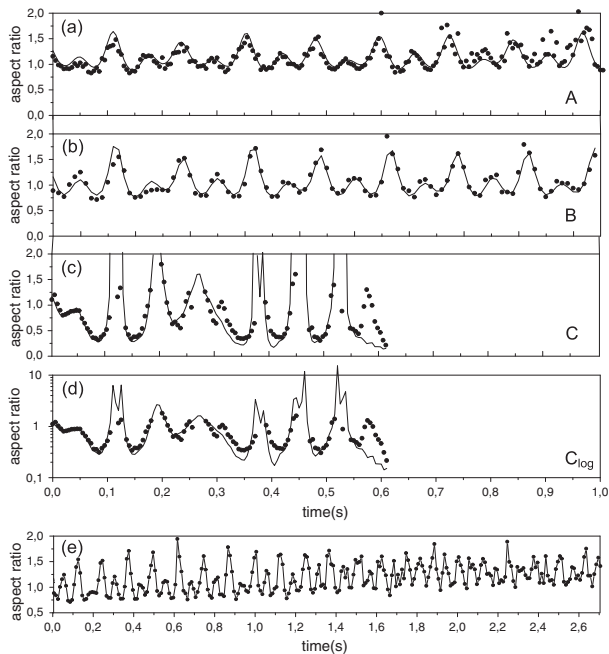 (a)
aspect ratio
2,0
1,5
1,0
0,5
0,0
A
(b)
aspect ratio
2,0
1,5
1,0
0,5
0,0
B
(c)
aspect ratio
2,0
1,5
1,0
0,5
0,0
C
(d)
aspect ratio
10
1
0,1
Clog
0,0 0,1 0,2 0,3 0,4 0,5 0,6 0,7 0,8 0,9 1,0
time(s)
(e)
aspect ratio
2,0
1,5
1,0
0,5
0,0 0,2 0,4 0,6 0,8 1,0 1,2 1,4 1,6 1,8 2,0 2,2 2,4 2,6
time(s)